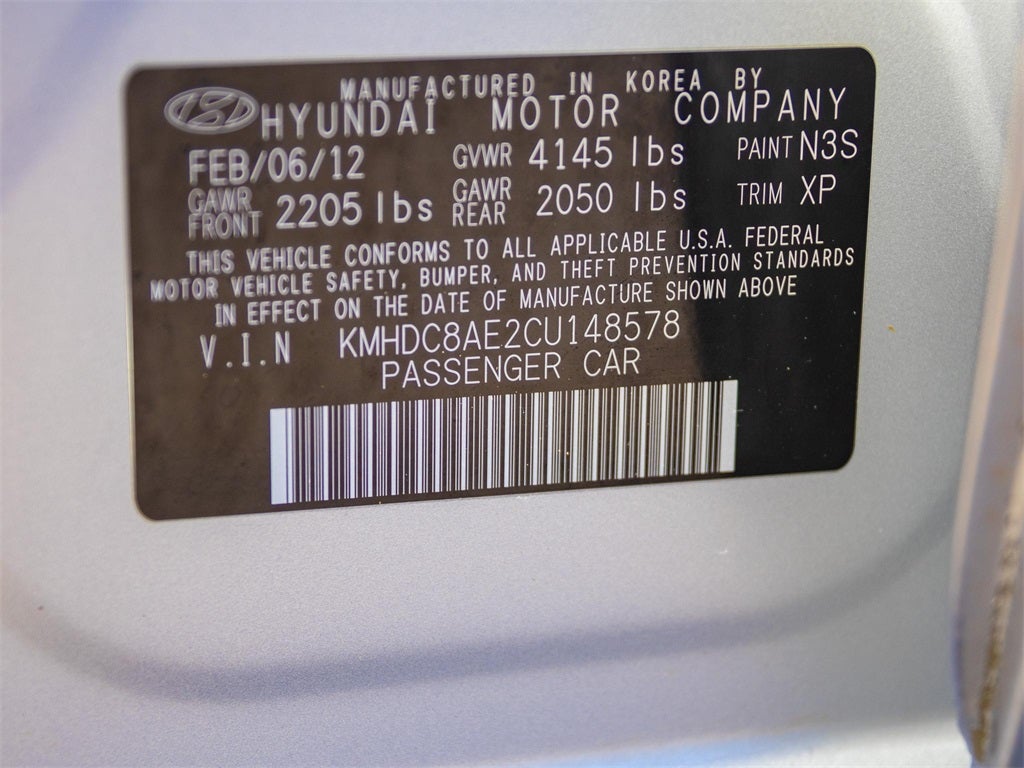 MANUFACTURED IN KOREA BY
HYUNDAI MOTOR COMPANY
FEB/06/12 GVWR 4145 lbs PAINT N3S
GAWR FRONT 2205 lbs GAWR REAR 2050 lbs TRIM XP
THIS VEHICLE CONFORMS TO ALL APPLICABLE U.S.A. FEDERAL
MOTOR VEHICLE SAFETY, BUMPER, AND THEFT PREVENTION STANDARDS
IN EFFECT ON THE DATE OF MANUFACTURE SHOWN ABOVE
V.I.N KMHDC8AE2CU148578
PASSENGER CAR